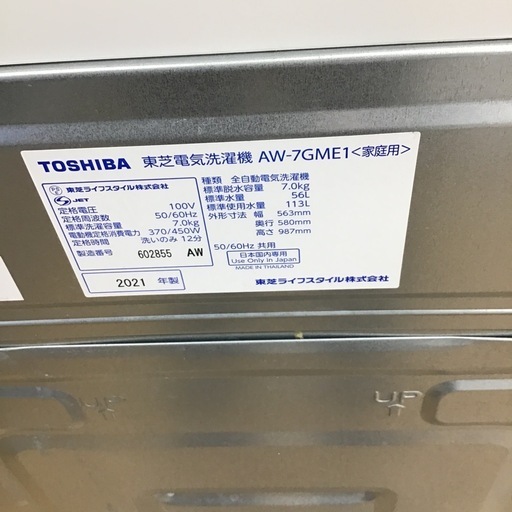 TOSHIBA 東芝電気洗濯機 AW-7GME1<家庭用>
PS E 東芝ライフスタイル株式会社
JET
定格電圧 100V
定格周波数 50/60Hz
標準洗濯容量 7.0kg
電動機定格消費電力 370/450W
定格時間 洗いのみ 12分
製造番号 602855 AW
2021 年製
種類 全自動電気洗濯機
標準脱水容量 7.0kg
標準水量 56L
標準使用水量 113L
外形寸法 幅 563mm
奥行 580mm
高さ 987mm
50/60Hz 共用
日本国内専用
Use Only in Japan
MADE IN THAILAND
東芝ライフスタイル株式会社
UP
UP